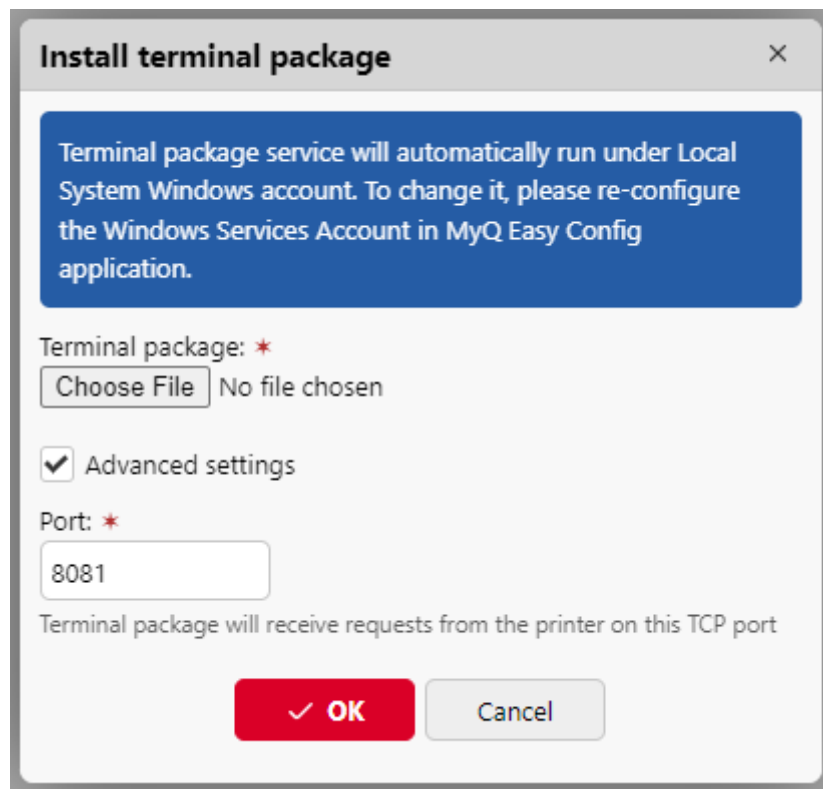 Install terminal package
Terminal package service will automatically run under Local
System Windows account. To change it, please re-configure
the Windows Services Account in MyQ Easy Config
application.
Terminal package: *
Choose File No file chosen
Advanced settings
Port: *
8081
Terminal package will receive requests from the printer on this TCP port
OK Cancel